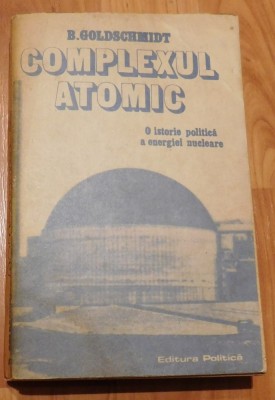 B. GOLDSCHMIDT
COMPLEXUL
ATOMIC
O istorie politică
a energiei nucleare
Editura Politică